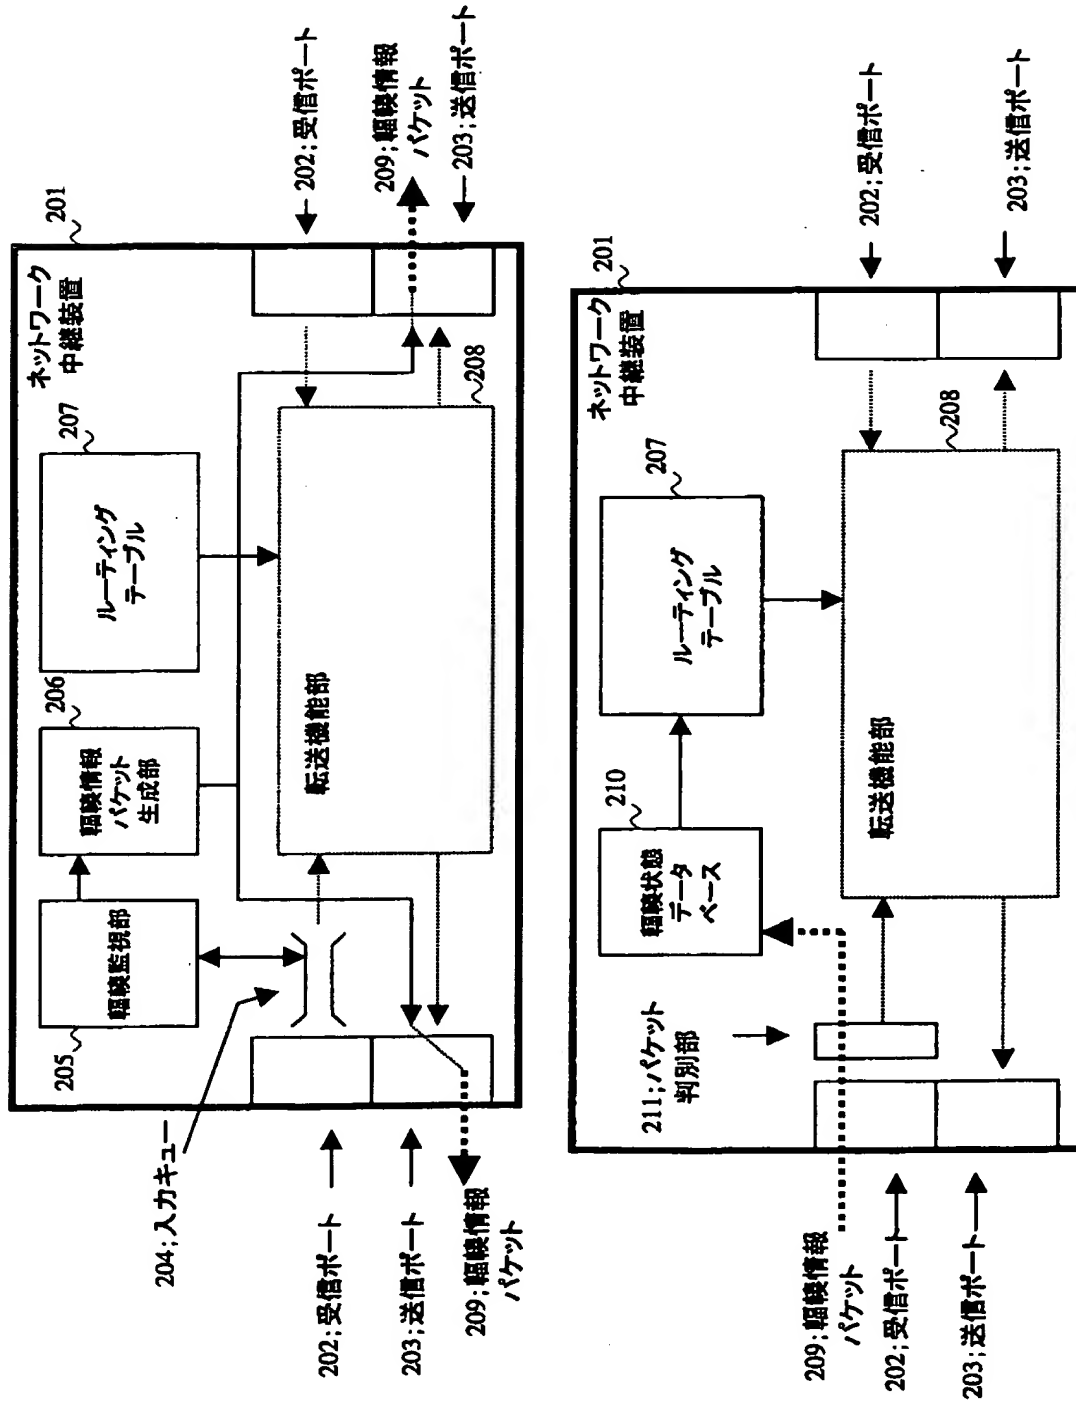 ネットワーク
中継装置
201
205
輻輳監視部
206
輻輳情報
パケット
生成部
207
ルーティング
テーブル
204;入力キュー
転送機能部
208
202;受信ポート
203;送信ポート
209;輻輳情報
パケット
202;受信ポート
209;輻輳情報
パケット
203;送信ポート
ネットワーク
中継装置
201
210
輻輳状態
データ
ベース
207
ルーティング
テーブル
211;パケット
判別部
転送機能部
208
209;輻輳情報
パケット
202;受信ポート
203;送信ポート
202;受信ポート
203;送信ポート